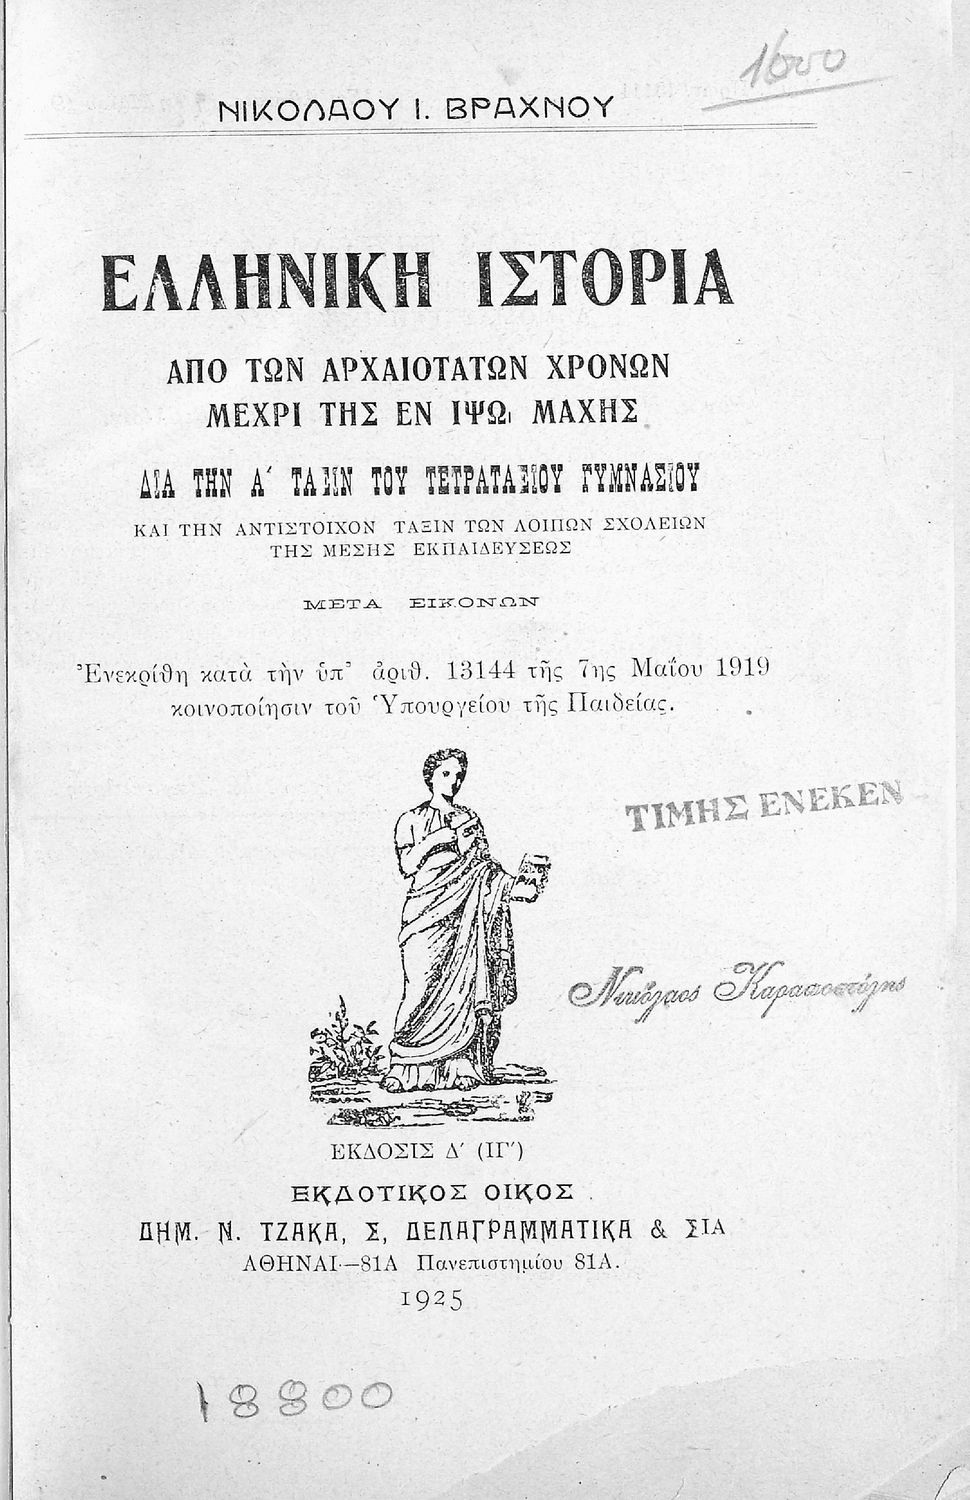 1600
ΝΙΚΟΛΑΟΥ Ι. ΒΡΑΧΝΟΥ
ΕΛΛΗΝΙΚΗ ΙΣΤΟΡΙΑ
ΑΠΟ ΤΩΝ ΑΡΧΑΙΟΤΑΤΩΝ ΧΡΟΝΩΝ
ΜΕΧΡΙ ΤΗΣ ΕΝ ΙΨΩι ΜΑΧΗΣ
ΔΙΑ ΤΗΝ Α΄ ΤΑΞΙΝ ΤΟΥ ΤΕΤΡΑΤΑΞΙΟΥ ΓΥΜΝΑΣΙΟΥ
ΚΑΙ ΤΗΝ ΑΝΤΙΣΤΟΙΧΟΝ ΤΑΞΙΝ ΤΩΝ ΛΟΙΠΩΝ ΣΧΟΛΕΙΩΝ
ΤΗΣ ΜΕΣΗΣ ΕΚΠΑΙΔΕΥΣΕΩΣ
ΜΕΤΑ ΕΙΚΟΝΩΝ
Ἐνεκρίθη κατὰ τὴν ὑπ' ἀριθ. 13144 τῆς 7ης Μαΐου 1919
κοινοποίησιν τοῦ Ὑπουργείου τῆς Παιδείας.
ΤΙΜΗΣ ΕΝΕΚΕΝ
Νικόλαος Καραποστόλης
ΕΚΔΟΣΙΣ Δ΄ (ΙΓ΄)
ΕΚΔΟΤΙΚΟΣ ΟΙΚΟΣ
ΔΗΜ. Ν. ΤΖΑΚΑ, Σ, ΔΕΛΑΓΡΑΜΜΑΤΙΚΑ & ΣΙΑ
ΑΘΗΝΑΙ—81Α Πανεπιστημίου 81Α.
1925
18800